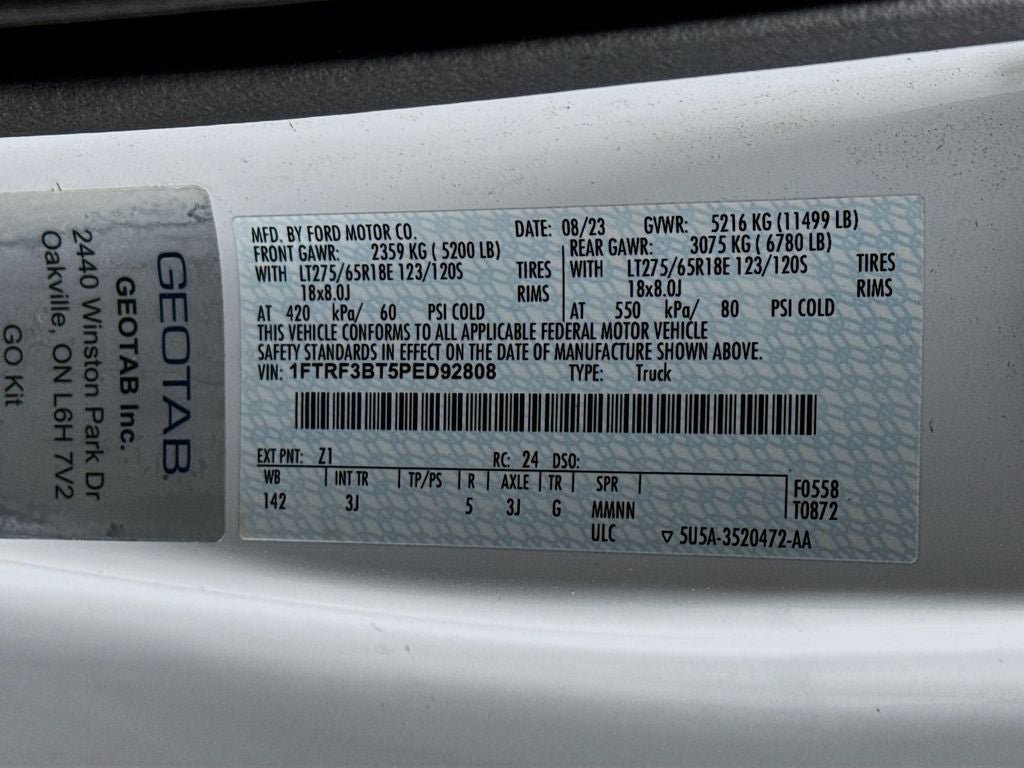 GEOTAB
GEOTAB Inc.
2440 Winston Park Dr
Oakville, ON L6H 7V2
GO Kit
MFD. BY FORD MOTOR CO. DATE: 08/23 GVWR: 5216 KG (11499 LB)
FRONT GAWR: 2359 KG ( 5200 LB) REAR GAWR: 3075 KG ( 6780 LB)
WITH LT275/65R18E 123/120S TIRES WITH LT275/65R18E 123/120S TIRES
18x8.0J RIMS 18x8.0J RIMS
AT 420 kPa/ 60 PSI COLD AT 550 kPa/ 80 PSI COLD
THIS VEHICLE CONFORMS TO ALL APPLICABLE FEDERAL MOTOR VEHICLE
SAFETY STANDARDS IN EFFECT ON THE DATE OF MANUFACTURE SHOWN ABOVE.
VIN: 1FTRF3BT5PED92808 TYPE: Truck
EXT PNT: Z1 RC: 24 DSO:
WB INT TR TP/PS R AXLE TR SPR
142 3J 5 3J G MMNN
ULC
F0558
T0872
▽ 5U5A-3520472-AA